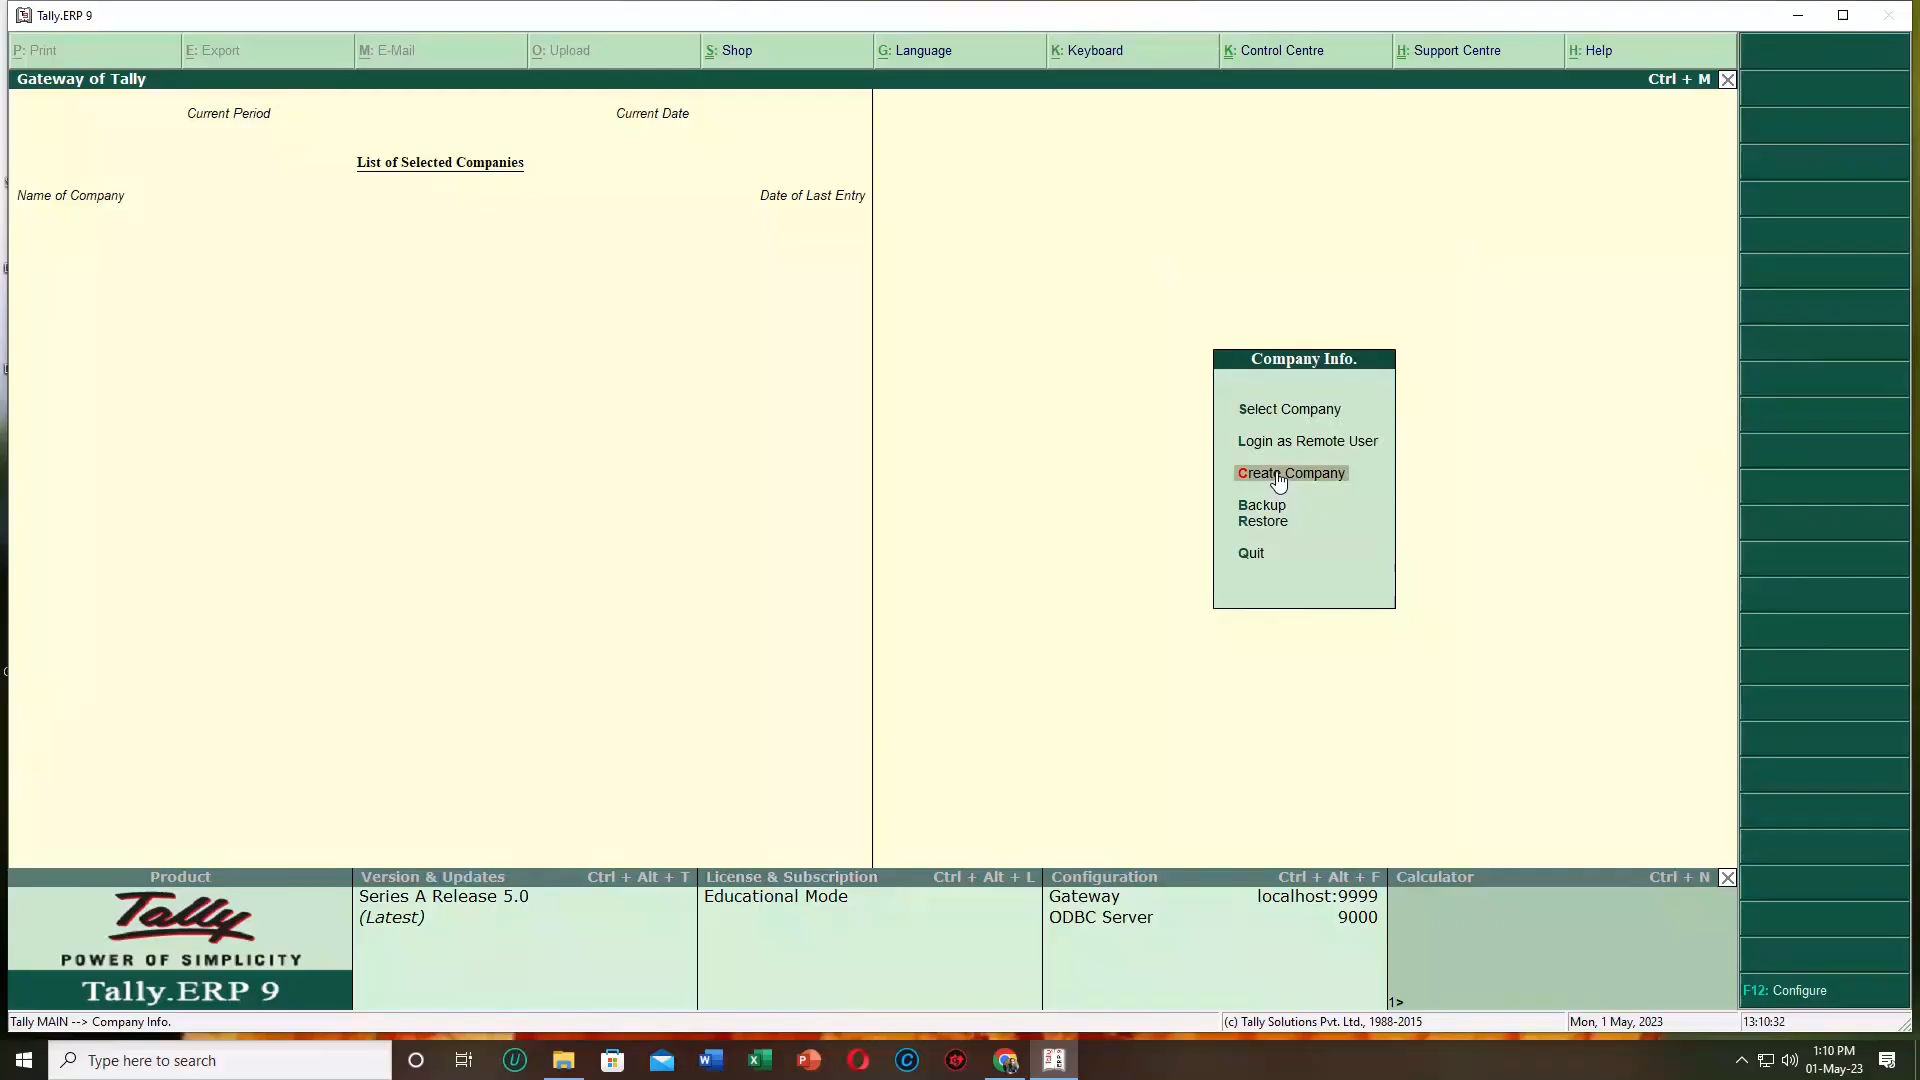 Tally.ERP 9
P: Print
E: Export
M: E-Mail
O: Upload
S: Shop
G: Language
K: Keyboard
K: Control Centre
H: Support Centre
H: Help
Gateway of Tally
Ctrl + M
Current Period
Current Date
List of Selected Companies
Name of Company
Date of Last Entry
Company Info.
Select Company
Login as Remote User
Create Company
Backup
Restore
Quit
Product
Tally
POWER OF SIMPLICITY
Tally.ERP 9
Version & Updates Ctrl + Alt + T
Series A Release 5.0
(Latest)
License & Subscription Ctrl + Alt + L
Educational Mode
Configuration Ctrl + Alt + F
Gateway localhost:9999
ODBC Server 9000
Calculator Ctrl + N
1>
F12: Configure
Tally MAIN --> Company Info.
(c) Tally Solutions Pvt. Ltd., 1988-2015
Mon, 1 May, 2023
13:10:32
Type here to search
1:10 PM
01-May-23